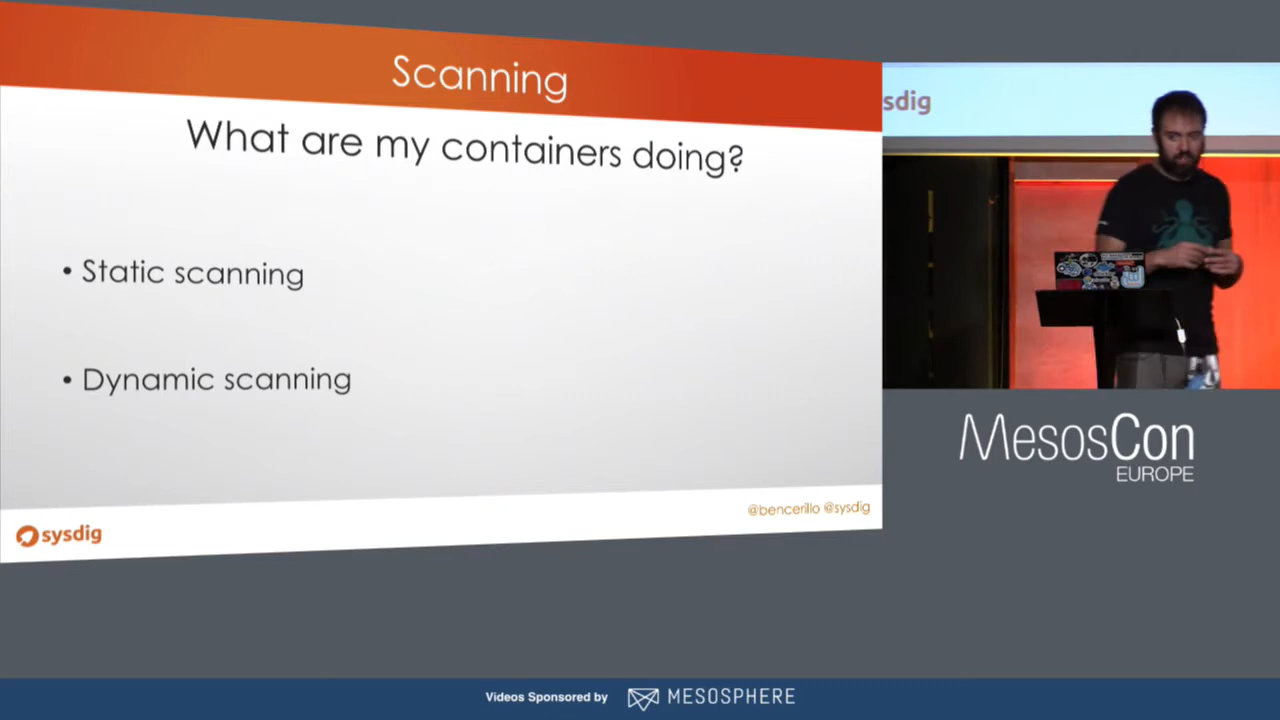 Scanning
What are my containers doing?
• Static scanning
• Dynamic scanning
@bencerillo @sysdig
sysdig
sdig
MesosCon
EUROPE
Videos Sponsored by MESOSPHERE